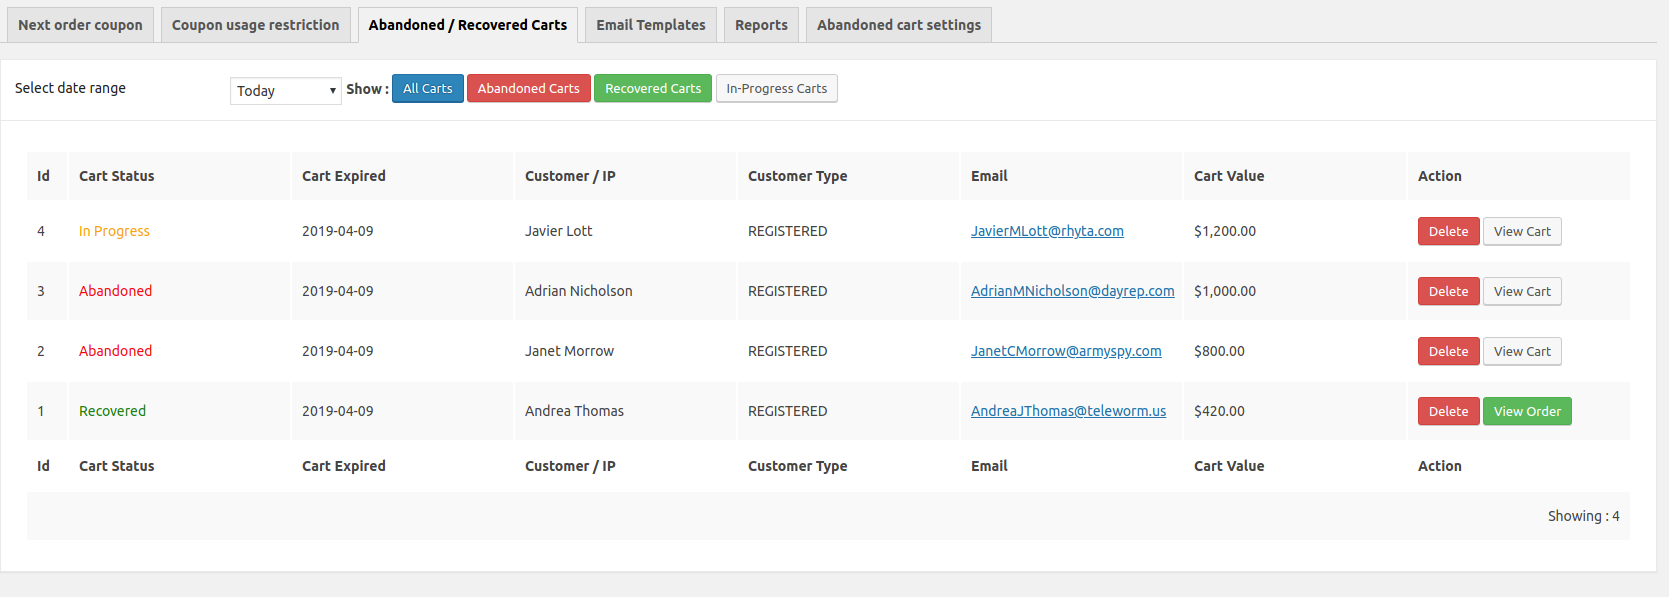 Next order coupon Coupon usage restriction Abandoned / Recovered Carts Email Templates Reports Abandoned cart settings
Select date range Today Show : All Carts Abandoned Carts Recovered Carts In-Progress Carts
Id Cart Status Cart Expired Customer / IP Customer Type Email Cart Value Action
4 In Progress 2019-04-09 Javier Lott REGISTERED JavierMLott@rhyta.com $1,200.00 Delete View Cart
3 Abandoned 2019-04-09 Adrian Nicholson REGISTERED AdrianMNicholson@dayrep.com $1,000.00 Delete View Cart
2 Abandoned 2019-04-09 Janet Morrow REGISTERED JanetCMorrow@armyspy.com $800.00 Delete View Cart
1 Recovered 2019-04-09 Andrea Thomas REGISTERED AndreaJThomas@teleworm.us $420.00 Delete View Order
Id Cart Status Cart Expired Customer / IP Customer Type Email Cart Value Action
Showing : 4